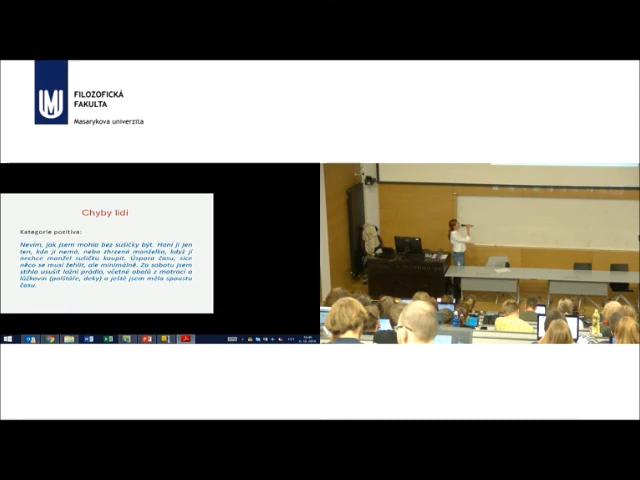 FILOZOFICKÁ
FAKULTA
Masarykova univerzita
Chyby lidí
Kategorie pozitiva:
Nevím, jak jsem mohla bez sušičky být. Haní ji jen
ten, kdo ji nemá, nebo zhrzená manželka, když jí
nechce manžel sušičku koupit. Úspora času, sice
něco se musí žehlit, ale minimálně. Za sobotu jsem
stihla usušit ložní prádlo, včetně obalů z matrací a
lůžkovin (polštáře, deky) a ještě jsem měla spoustu
času.